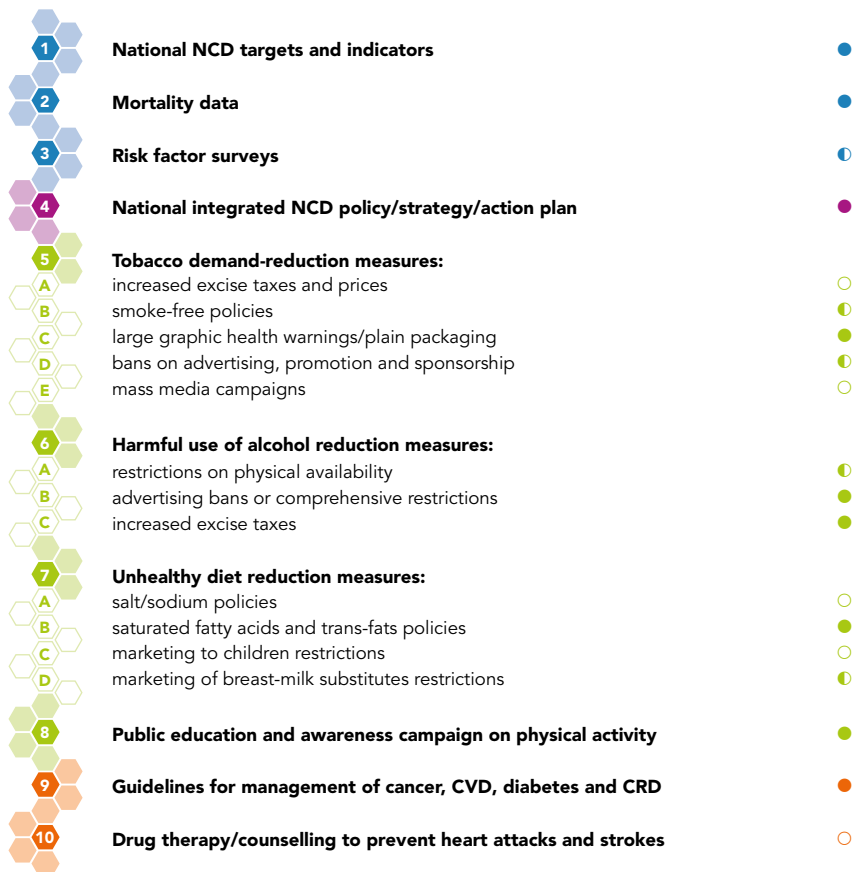 1 National NCD targets and indicators
2 Mortality data
3 Risk factor surveys
4 National integrated NCD policy/strategy/action plan
5 Tobacco demand-reduction measures:
A increased excise taxes and prices
B smoke-free policies
C large graphic health warnings/plain packaging
D bans on advertising, promotion and sponsorship
E mass media campaigns
6 Harmful use of alcohol reduction measures:
A restrictions on physical availability
B advertising bans or comprehensive restrictions
C increased excise taxes
7 Unhealthy diet reduction measures:
A salt/sodium policies
B saturated fatty acids and trans-fats policies
C marketing to children restrictions
D marketing of breast-milk substitutes restrictions
8 Public education and awareness campaign on physical activity
9 Guidelines for management of cancer, CVD, diabetes and CRD
10 Drug therapy/counselling to prevent heart attacks and strokes